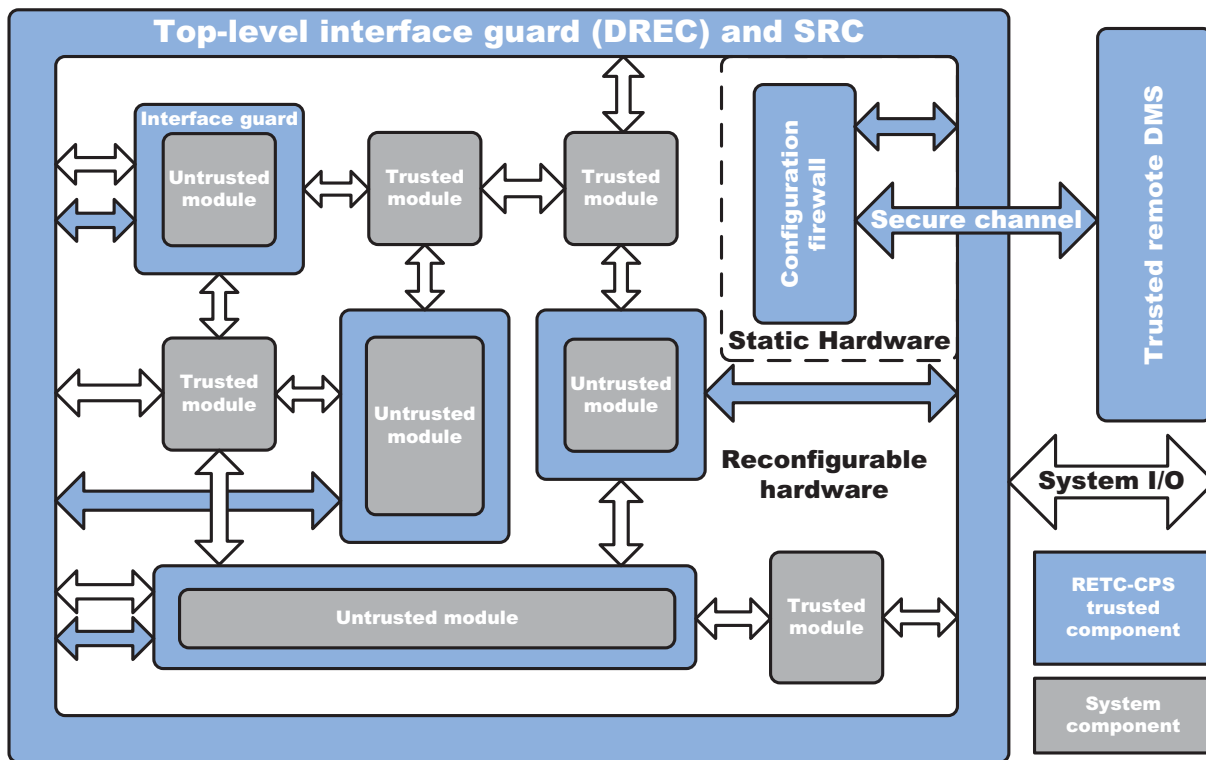 Top-level interface guard (DREC) and SRC
Interface guard
Untrusted
module
Trusted
module
Trusted
module
Configuration
firewall
Secure channel
Trusted remote DMS
Static Hardware
Trusted
module
Untrusted
module
Untrusted
module
Reconfigurable
hardware
System I/O
Untrusted module
Trusted
module
RETC-CPS
trusted
component
System
component